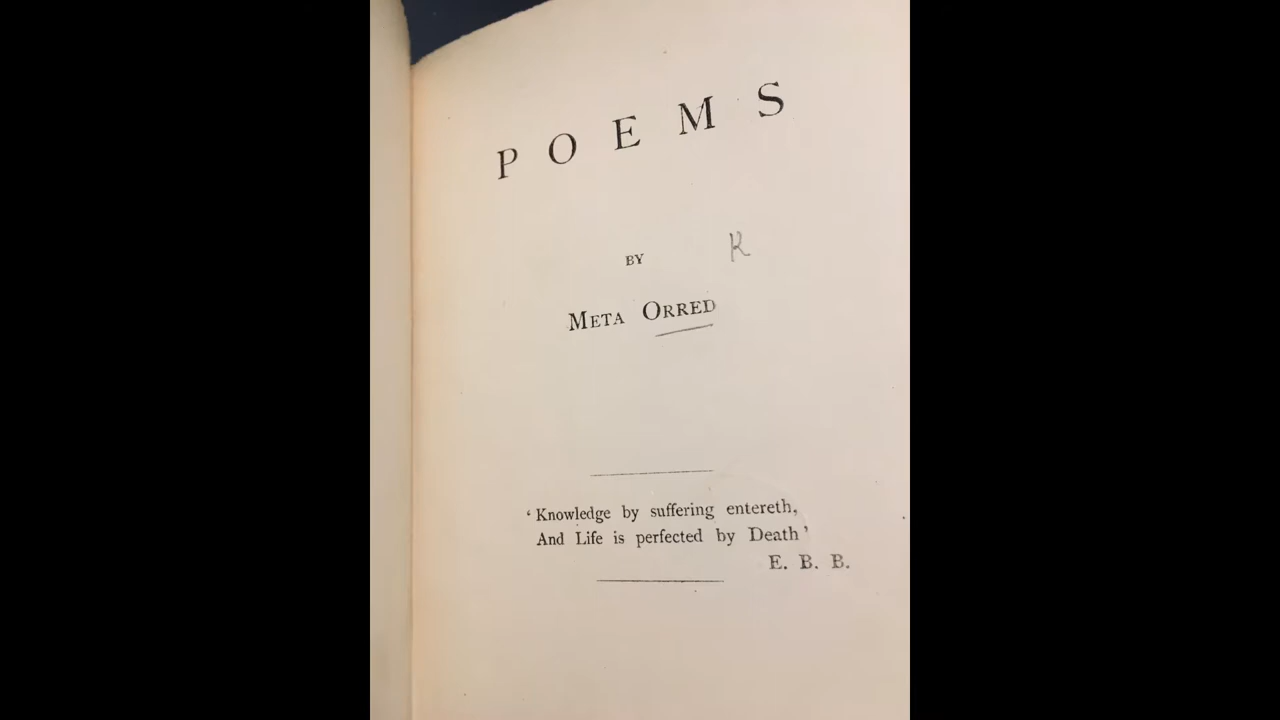 POEMS
K
BY
META ORRED
‘Knowledge by suffering entereth,
And Life is perfected by Death’
E. B. B.